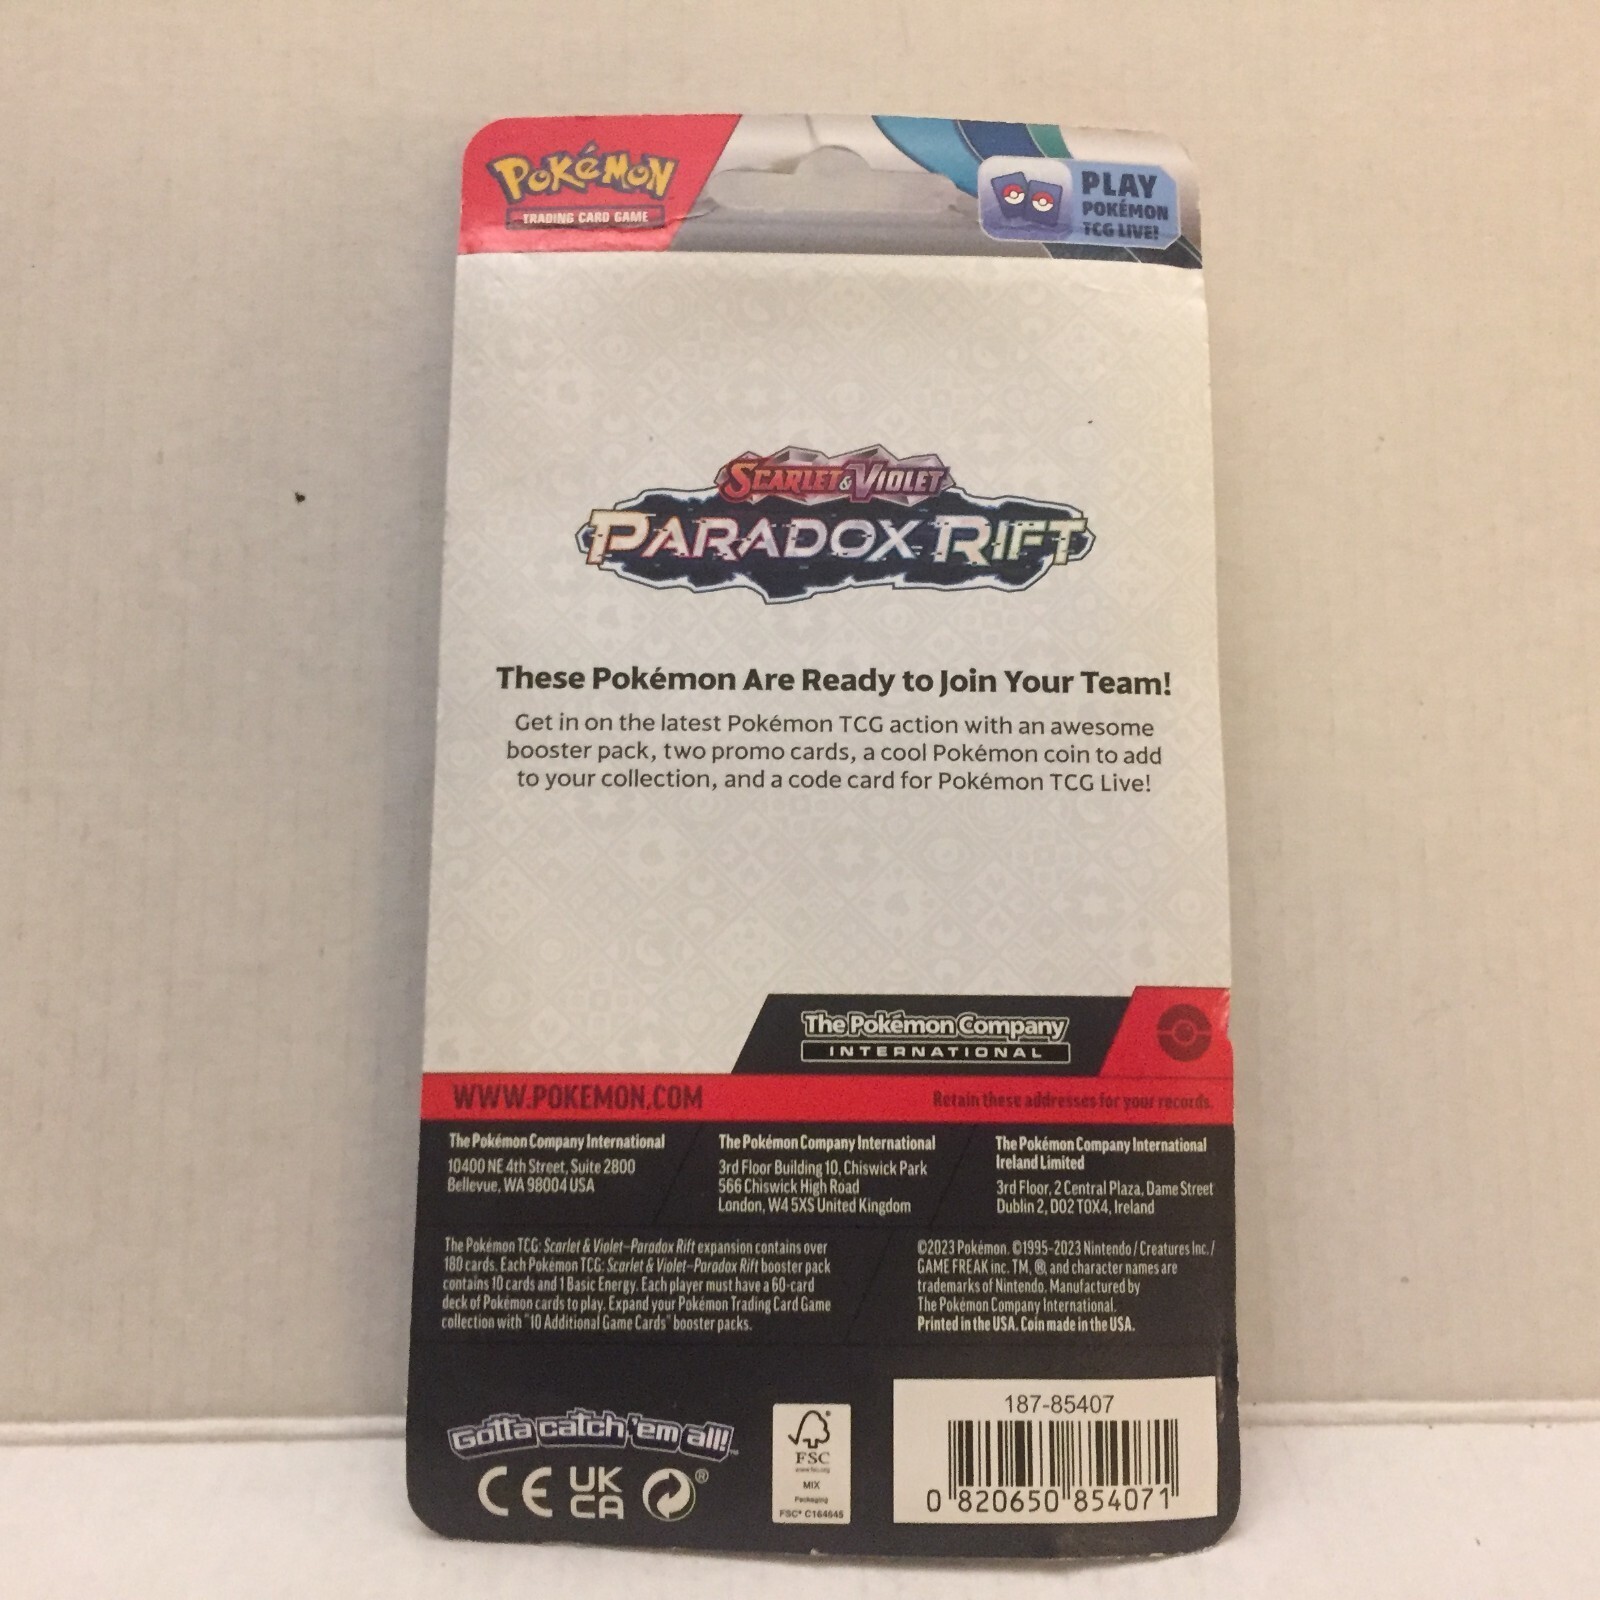 POKéMON
TRADING CARD GAME
PLAY
POKÉMON
TCG LIVE!
SCARLET & VIOLET
PARADOX RIFT
These Pokémon Are Ready to Join Your Team!
Get in on the latest Pokémon TCG action with an awesome
booster pack, two promo cards, a cool Pokémon coin to add
to your collection, and a code card for Pokémon TCG Live!
The Pokémon Company
INTERNATIONAL
WWW.POKEMON.COM
Retain these addresses for your records.
The Pokémon Company International
10400 NE 4th Street, Suite 2800
Bellevue, WA 98004 USA
The Pokémon Company International
3rd Floor Building 10, Chiswick Park
566 Chiswick High Road
London, W4 5XS United Kingdom
The Pokémon Company International
Ireland Limited
3rd Floor, 2 Central Plaza, Dame Street
Dublin 2, D02 T0X4, Ireland
The Pokémon TCG: Scarlet & Violet—Paradox Rift expansion contains over
180 cards. Each Pokémon TCG: Scarlet & Violet—Paradox Rift booster pack
contains 10 cards and 1 Basic Energy. Each player must have a 60-card
deck of Pokémon cards to play. Expand your Pokémon Trading Card Game
collection with "10 Additional Game Cards" booster packs.
©2023 Pokémon. ©1995-2023 Nintendo / Creatures Inc. /
GAME FREAK inc. TM, ®, and character names are
trademarks of Nintendo. Manufactured by
The Pokémon Company International.
Printed in the USA. Coin made in the USA.
Gotta catch 'em all!™
CE
UK
CA
®
FSC
www.fsc.org
MIX
Packaging
FSC® C164645
187-85407
0 820650 854071